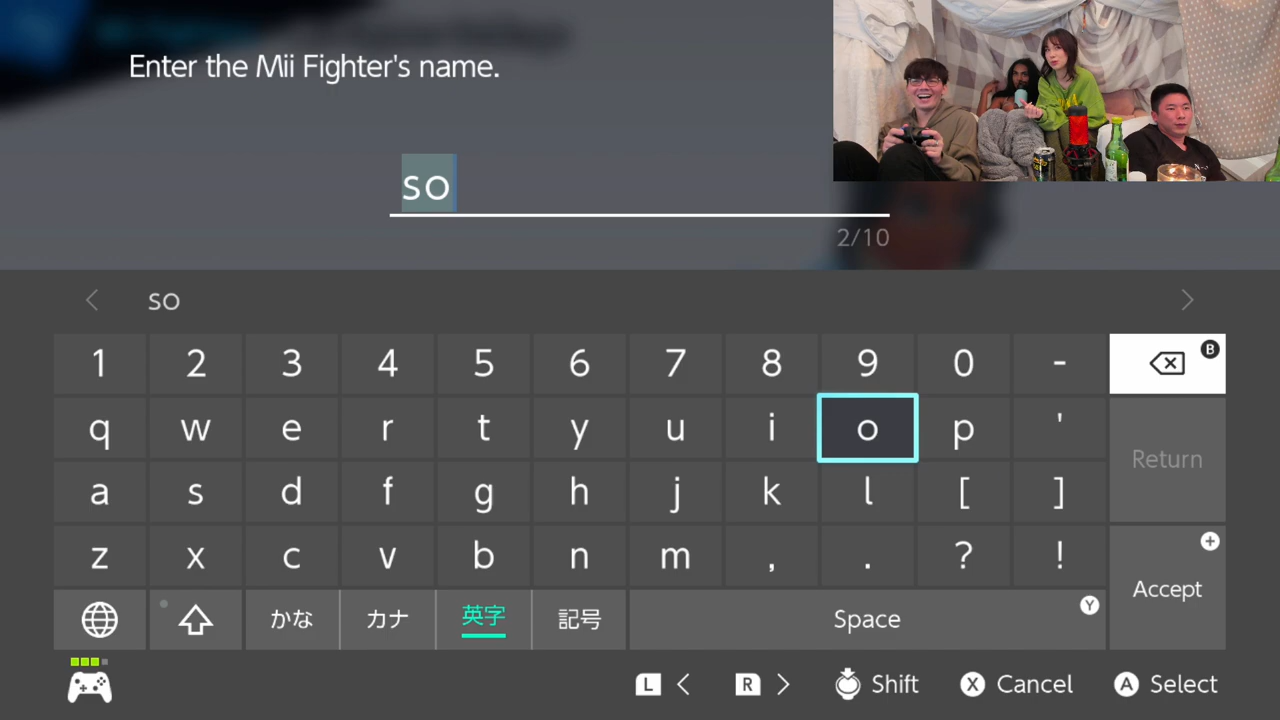 Enter the Mii Fighter's name.
so
2/10
so
1 2 3 4 5 6 7 8 9 0 - B
q w e r t y u i o p '
Return
a s d f g h j k l [ ]
z x c v b n m , . ? ! +
Accept
かな カナ 英字 記号 Space Y
L < R > Shift X Cancel A Select